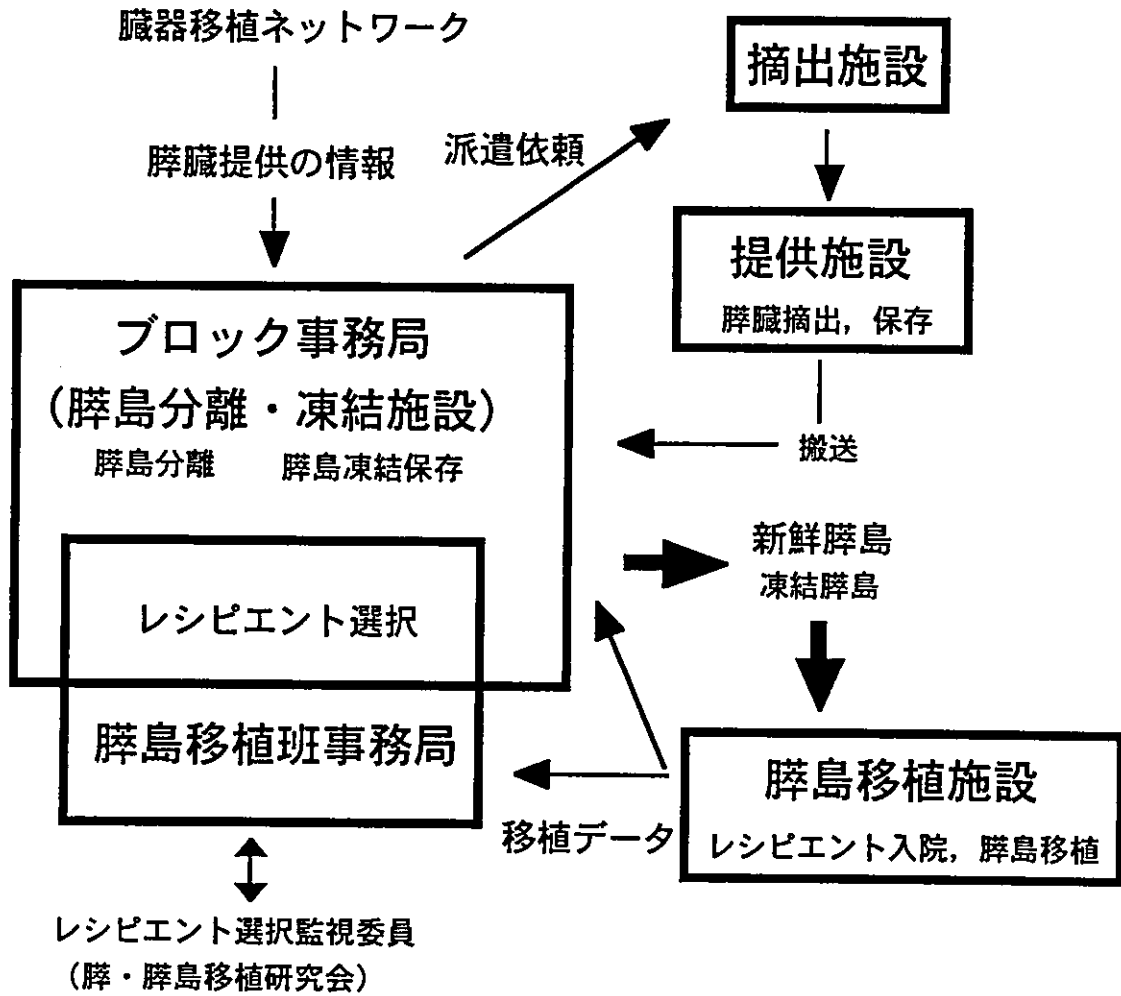 臓器移植ネットワーク
膵臓提供の情報
派遣依頼
摘出施設
提供施設
膵臓摘出，保存
搬送
ブロック事務局
（膵島分離・凍結施設）
膵島分離　膵島凍結保存
レシピエント選択
膵島移植班事務局
新鮮膵島
凍結膵島
膵島移植施設
レシピエント入院，膵島移植
移植データ
レシピエント選択監視委員
（膵・膵島移植研究会）